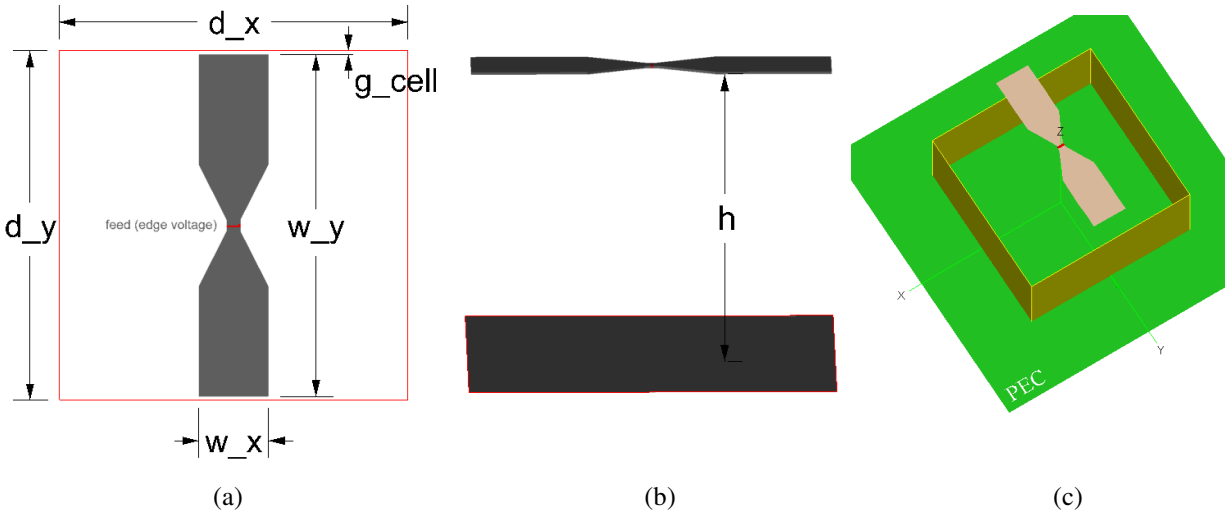 d_x
g_cell
feed (edge voltage)
d_y
w_y
w_x
(a)
h
(b)
Z
X
Y
PEC
(c)